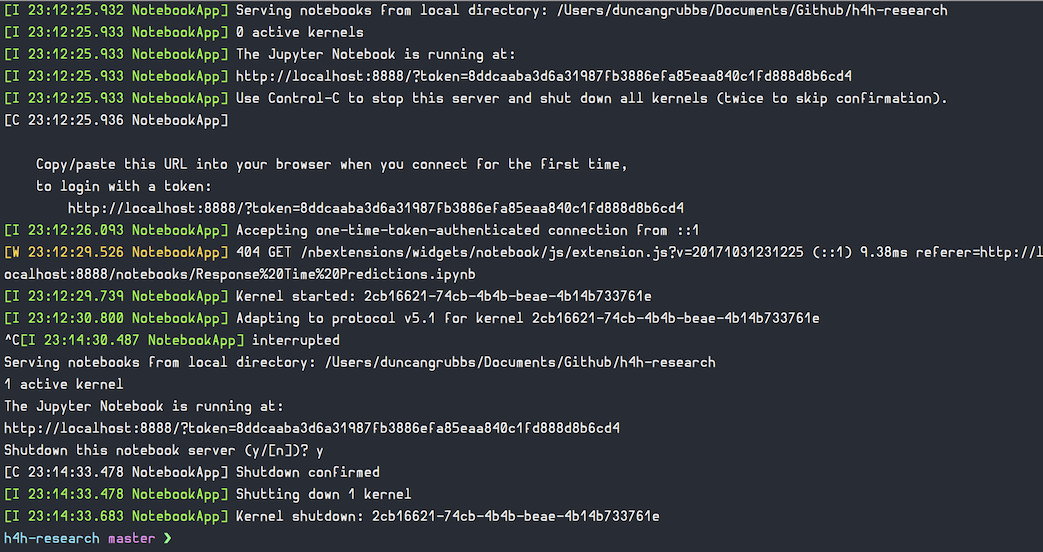 [I 23:12:25.932 NotebookApp] Serving notebooks from local directory: /Users/duncangrubbs/Documents/Github/h4h-research
[I 23:12:25.933 NotebookApp] 0 active kernels
[I 23:12:25.933 NotebookApp] The Jupyter Notebook is running at:
[I 23:12:25.933 NotebookApp] http://localhost:8888/?token=8ddcaaba3d6a31987fb3886efa85eaa840c1fd888d8b6cd4
[I 23:12:25.933 NotebookApp] Use Control-C to stop this server and shut down all kernels (twice to skip confirmation).
[C 23:12:25.936 NotebookApp]
Copy/paste this URL into your browser when you connect for the first time,
to login with a token:
http://localhost:8888/?token=8ddcaaba3d6a31987fb3886efa85eaa840c1fd888d8b6cd4
[I 23:12:26.093 NotebookApp] Accepting one-time-token-authenticated connection from ::1
[W 23:12:29.526 NotebookApp] 404 GET /nbextensions/widgets/notebook/js/extension.js?v=20171031231225 (::1) 9.38ms referer=http://l
ocalhost:8888/notebooks/Response%20Time%20Predictions.ipynb
[I 23:12:29.739 NotebookApp] Kernel started: 2cb16621-74cb-4b4b-beae-4b14b733761e
[I 23:12:30.800 NotebookApp] Adapting to protocol v5.1 for kernel 2cb16621-74cb-4b4b-beae-4b14b733761e
^C[I 23:14:30.487 NotebookApp] interrupted
Serving notebooks from local directory: /Users/duncangrubbs/Documents/Github/h4h-research
1 active kernel
The Jupyter Notebook is running at:
http://localhost:8888/?token=8ddcaaba3d6a31987fb3886efa85eaa840c1fd888d8b6cd4
Shutdown this notebook server (y/[n])? y
[C 23:14:33.478 NotebookApp] Shutdown confirmed
[I 23:14:33.478 NotebookApp] Shutting down 1 kernel
[I 23:14:33.683 NotebookApp] Kernel shutdown: 2cb16621-74cb-4b4b-beae-4b14b733761e
h4h-research master ❯